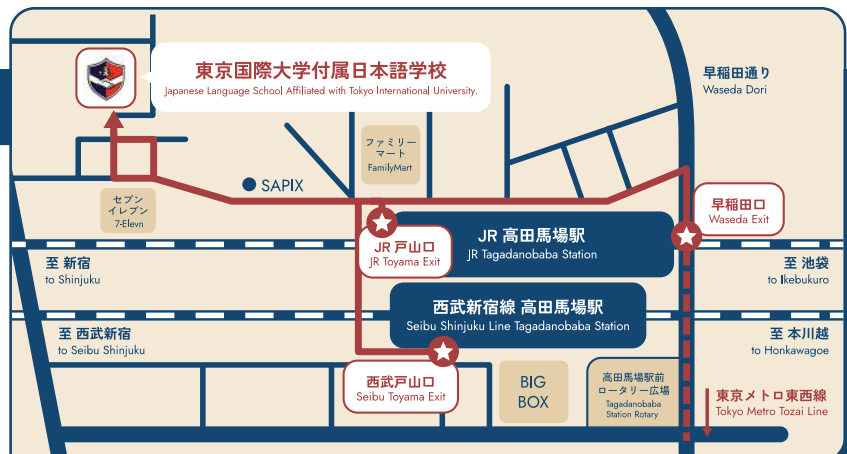 東京国際大学付属日本語学校
Japanese Language School Affiliated with Tokyo International University.
早稲田通り
Waseda Dori
ファミリー
マート
FamilyMart
SAPIX
セブン
イレブン
7-Elevn
早稲田口
Waseda Exit
JR 戸山口
JR Toyama Exit
JR 高田馬場駅
JR Tagadanobaba Station
至 新宿
to Shinjuku
至 池袋
to Ikebukuro
西武新宿線 高田馬場駅
Seibu Shinjuku Line Tagadanobaba Station
至 西武新宿
to Seibu Shinjuku
至 本川越
to Honkawagoe
西武戸山口
Seibu Toyama Exit
BIG
BOX
高田馬場駅前
ロータリー広場
Tagadanobaba
Station Rotary
東京メトロ東西線
Tokyo Metro Tozai Line